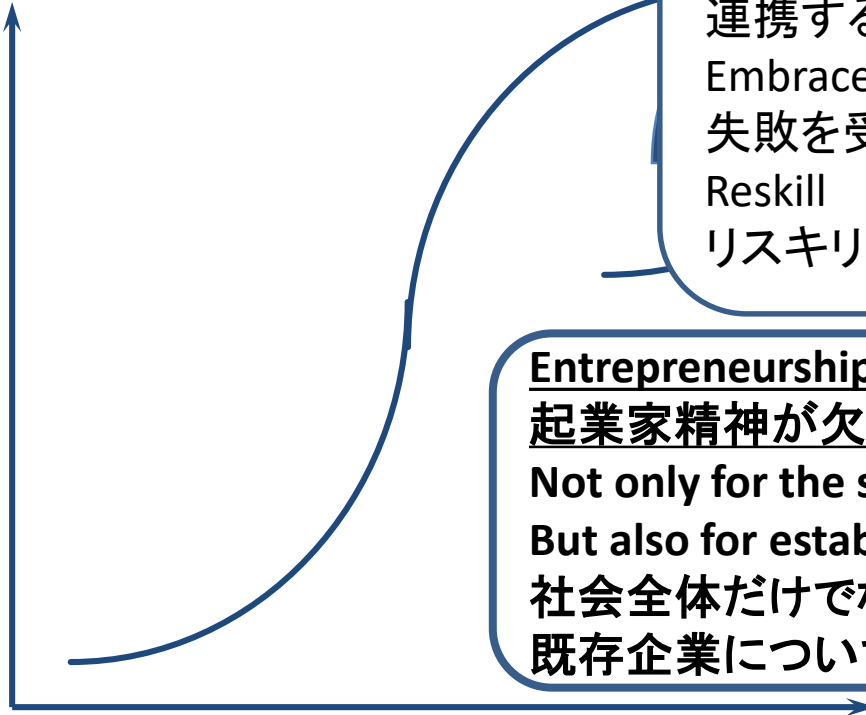 連携する
Embrace
失敗を受
Reskill
リスキリ
Entrepreneurship
起業家精神が欠
Not only for the s
But also for estab
社会全体だけでな
既存企業につい